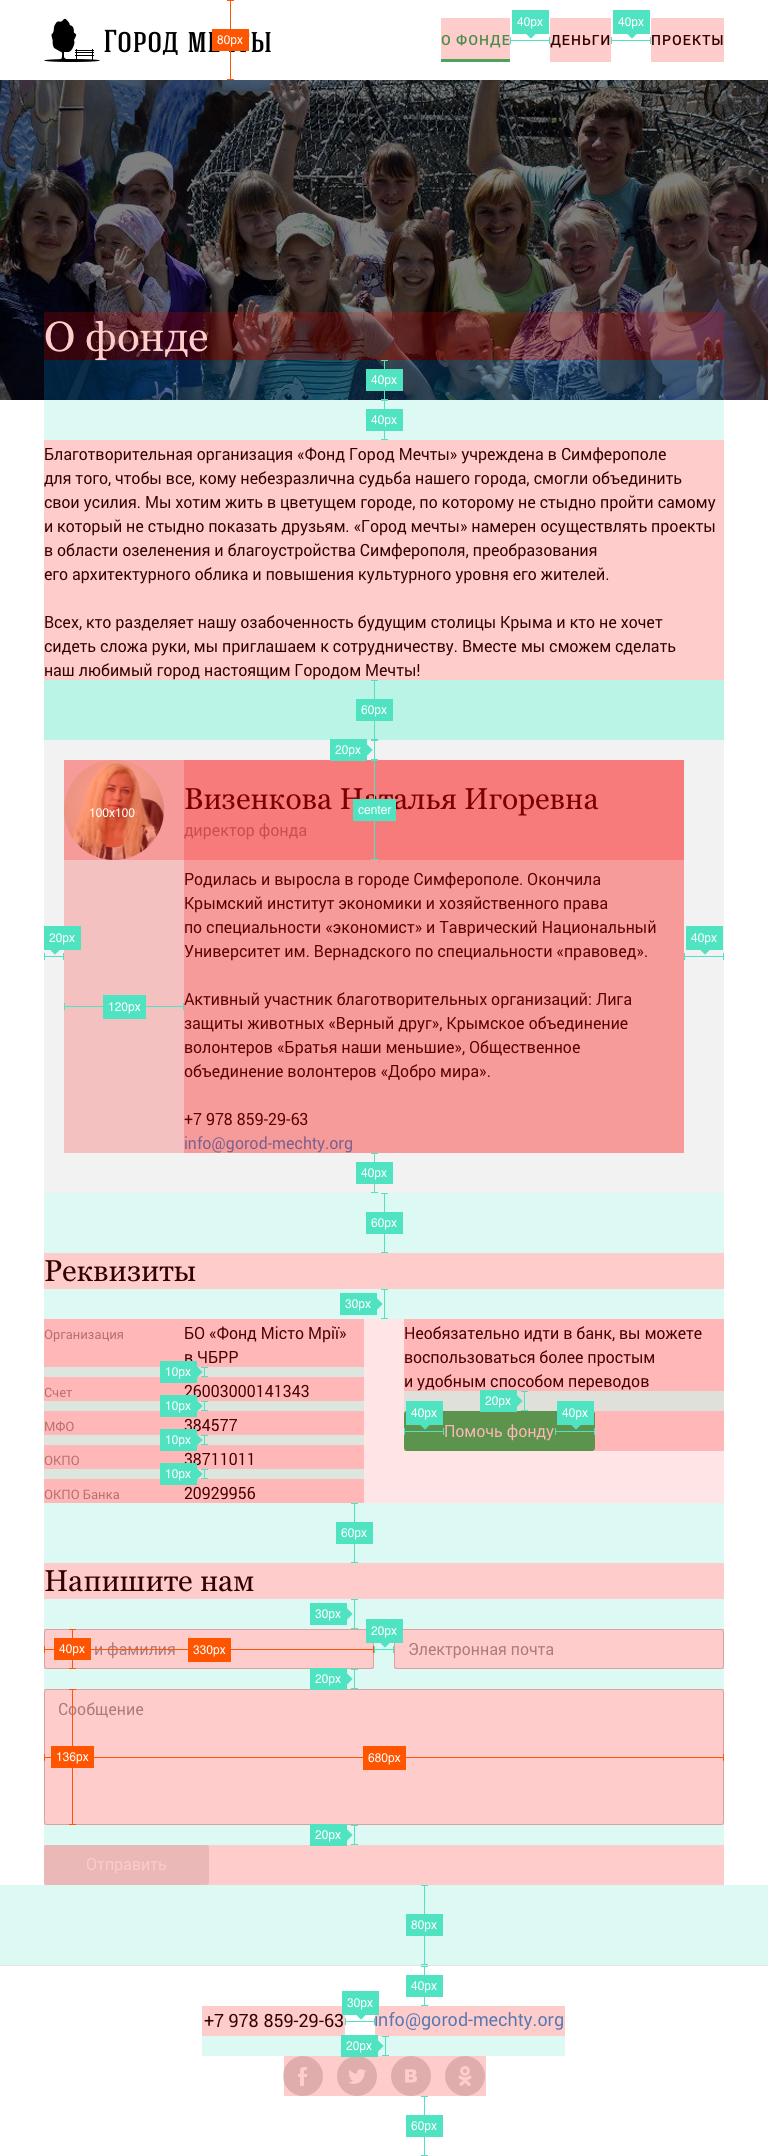 Город мечты
80px
О ФОНДЕ
40px
ДЕНЬГИ
40px
ПРОЕКТЫ
О фонде
40px
40px
Благотворительная организация «Фонд Город Мечты» учреждена в Симферополе
для того, чтобы все, кому небезразлична судьба нашего города, смогли объединить
свои усилия. Мы хотим жить в цветущем городе, по которому не стыдно пройти самому
и который не стыдно показать друзьям. «Город мечты» намерен осуществлять проекты
в области озеленения и благоустройства Симферополя, преобразования
его архитектурного облика и повышения культурного уровня его жителей.
Всех, кто разделяет нашу озабоченность будущим столицы Крыма и кто не хочет
сидеть сложа руки, мы приглашаем к сотрудничеству. Вместе мы сможем сделать
наш любимый город настоящим Городом Мечты!
60px
20px
100x100
Визенкова Наталья Игоревна
center
директор фонда
Родилась и выросла в городе Симферополе. Окончила
Крымский институт экономики и хозяйственного права
по специальности «экономист» и Таврический Национальный
Университет им. Вернадского по специальности «правовед».
20px
40px
Активный участник благотворительных организаций: Лига
120px
защиты животных «Верный друг», Крымское объединение
волонтеров «Братья наши меньшие», Общественное
объединение волонтеров «Добро мира».
+7 978 859-29-63
info@gorod-mechty.org
40px
60px
Реквизиты
30px
Организация
БО «Фонд Місто Мрії»
в ЧБРР
10px
Счет
26003000141343
10px
МФО
384577
10px
ОКПО
38711011
10px
ОКПО Банка
20929956
Необязательно идти в банк, вы можете
воспользоваться более простым
и удобным способом переводов
20px
40px
40px
Помочь фонду
60px
Напишите нам
30px
40px
и фамилия
330px
20px
Электронная почта
20px
Сообщение
136px
680px
20px
Отправить
80px
40px
30px
+7 978 859-29-63
info@gorod-mechty.org
20px
60px